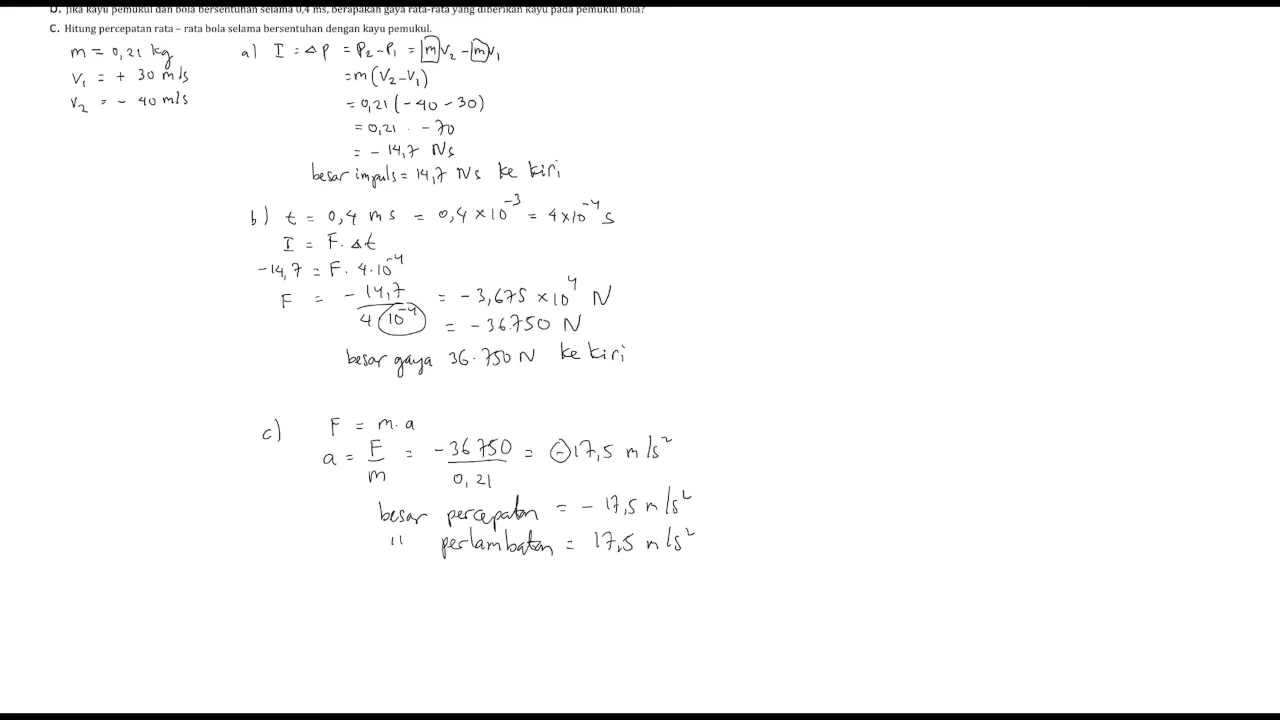 D. Jika kayu pemukul dan bola bersentuhan selama 0,4 ms, berapakah gaya rata-rata yang diberikan kayu pada pemukul bola?
C. Hitung percepatan rata – rata bola selama bersentuhan dengan kayu pemukul.
m = 0,21 kg
V₁ = + 30 m/s
V₂ = - 40 m/s
a) I = ΔP = P₂ - P₁ = mV₂ - mV₁
= m(V₂ - V₁)
= 0,21 (-40 - 30)
= 0,21 . -70
= - 14,7 Ns
besar impuls = 14,7 Ns ke kiri
b) t = 0,4 ms = 0,4 × 10⁻³ = 4×10⁻⁴ s
I = F. Δt
-14,7 = F. 4.10⁻⁴
F = -14,7 / 4 10⁻⁴ = -3,675 × 10⁴ N
= -36.750 N
besar gaya 36.750 N ke kiri
c) F = m.a
a = F/m = -36 750 / 0,21 = -17,5 m/s²
besar percepatan = - 17,5 m/s²
" perlambatan = 17,5 m/s²